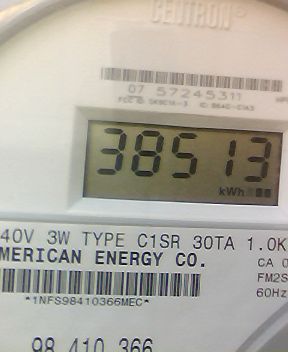 CENTRON®
07 57245311
38513
kWh
40V 3W TYPE C1SR 30TA 1.0K
MERICAN ENERGY CO.
CA 0
FM2S
60Hz
*1NFS98410366MEC*
98 410 366